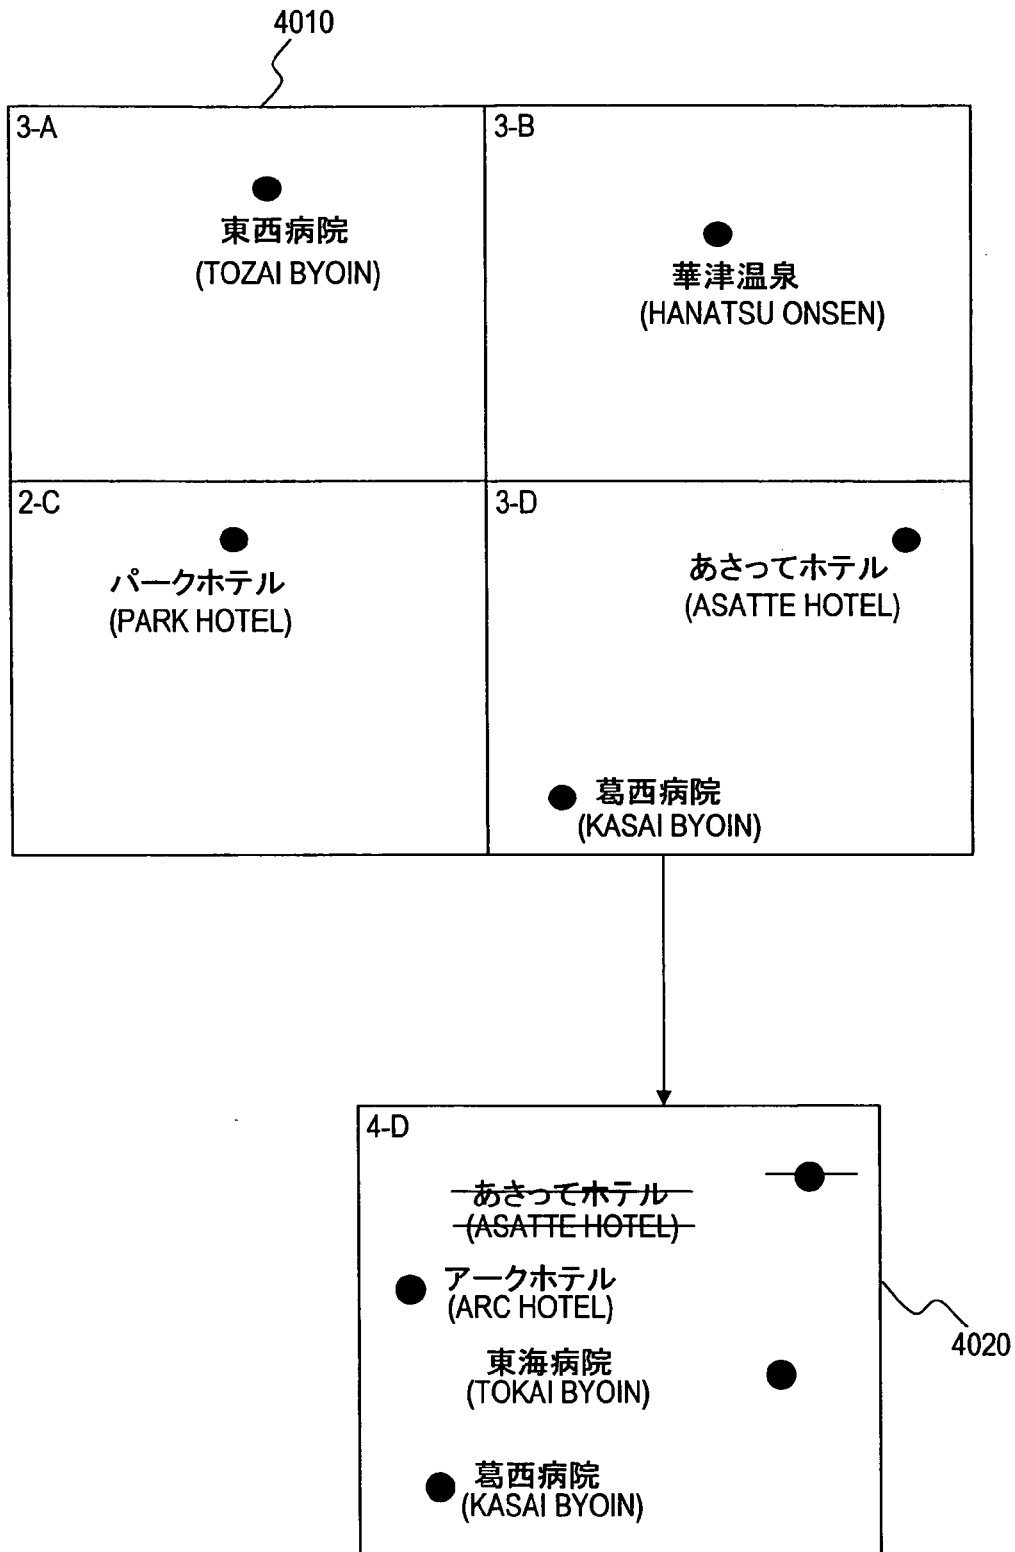 4010
3-A
東西病院
(TOZAI BYOIN)
3-B
華津温泉
(HANATSU ONSEN)
2-C
パークホテル
(PARK HOTEL)
3-D
あさってホテル
(ASATTE HOTEL)
葛西病院
(KASAI BYOIN)
4-D
あさってホテル
(ASATTE HOTEL)
アークホテル
(ARC HOTEL)
東海病院
(TOKAI BYOIN)
葛西病院
(KASAI BYOIN)
4020